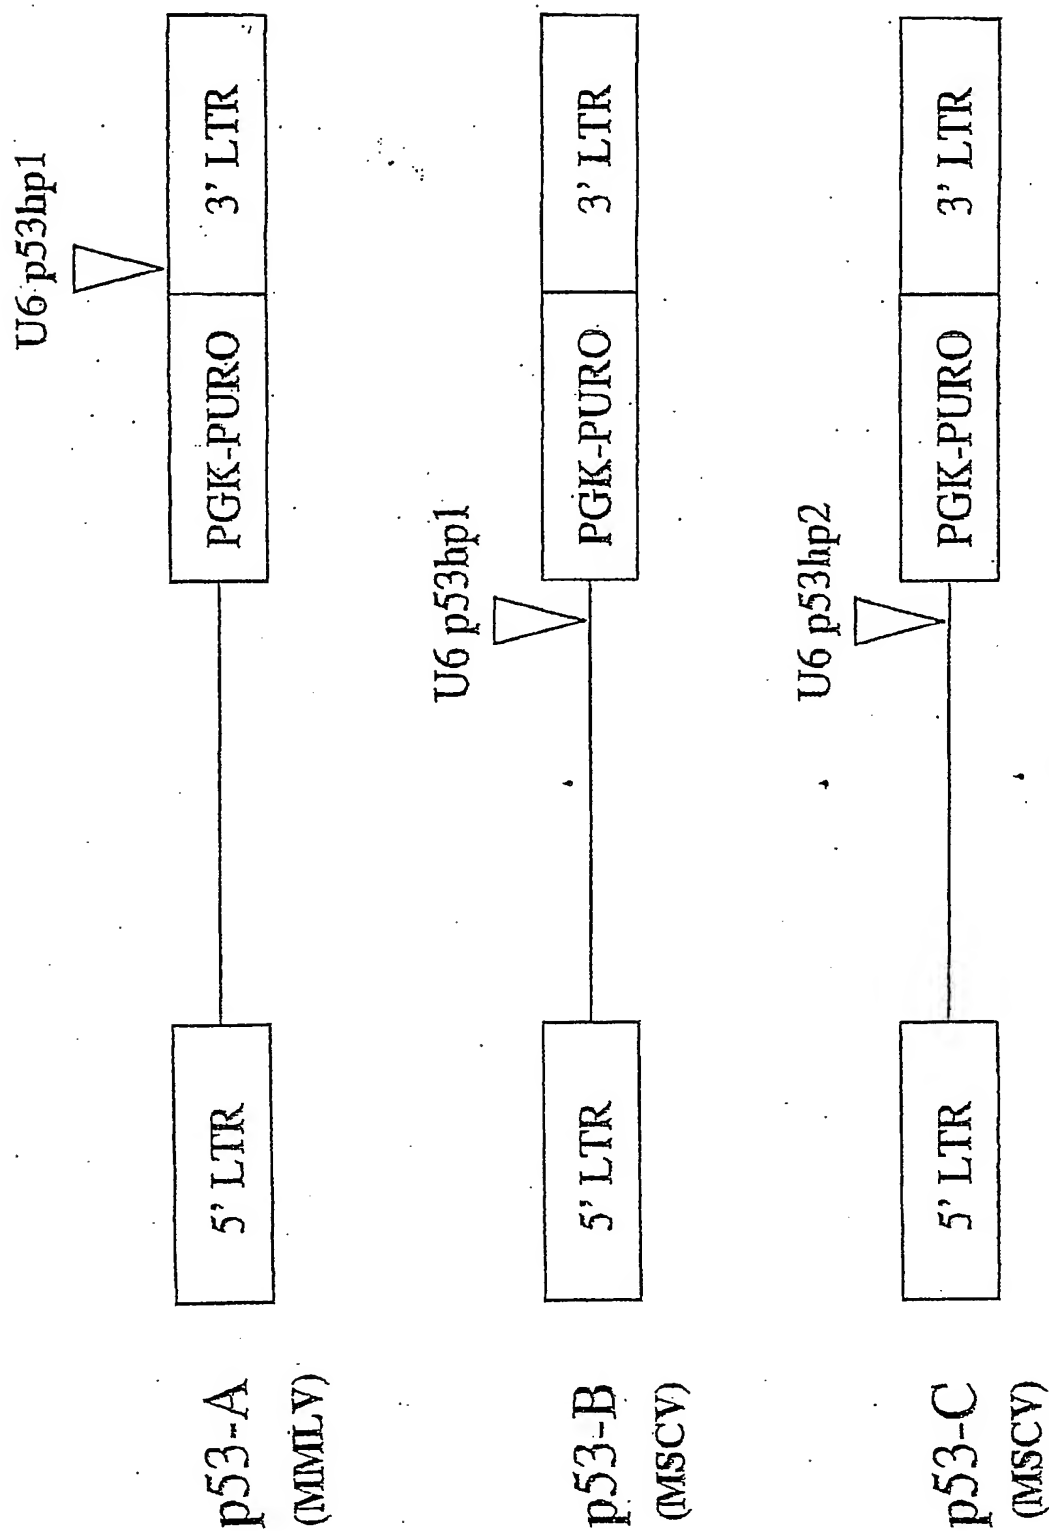 p53-A
(MMLV)
5' LTR
PGK-PURO
3' LTR
U6 p53hp1
p53-B
(MSCV)
5' LTR
U6 p53hp1
PGK-PURO
3' LTR
p53-C
(MSCV)
5' LTR
U6 p53hp2
PGK-PURO
3' LTR